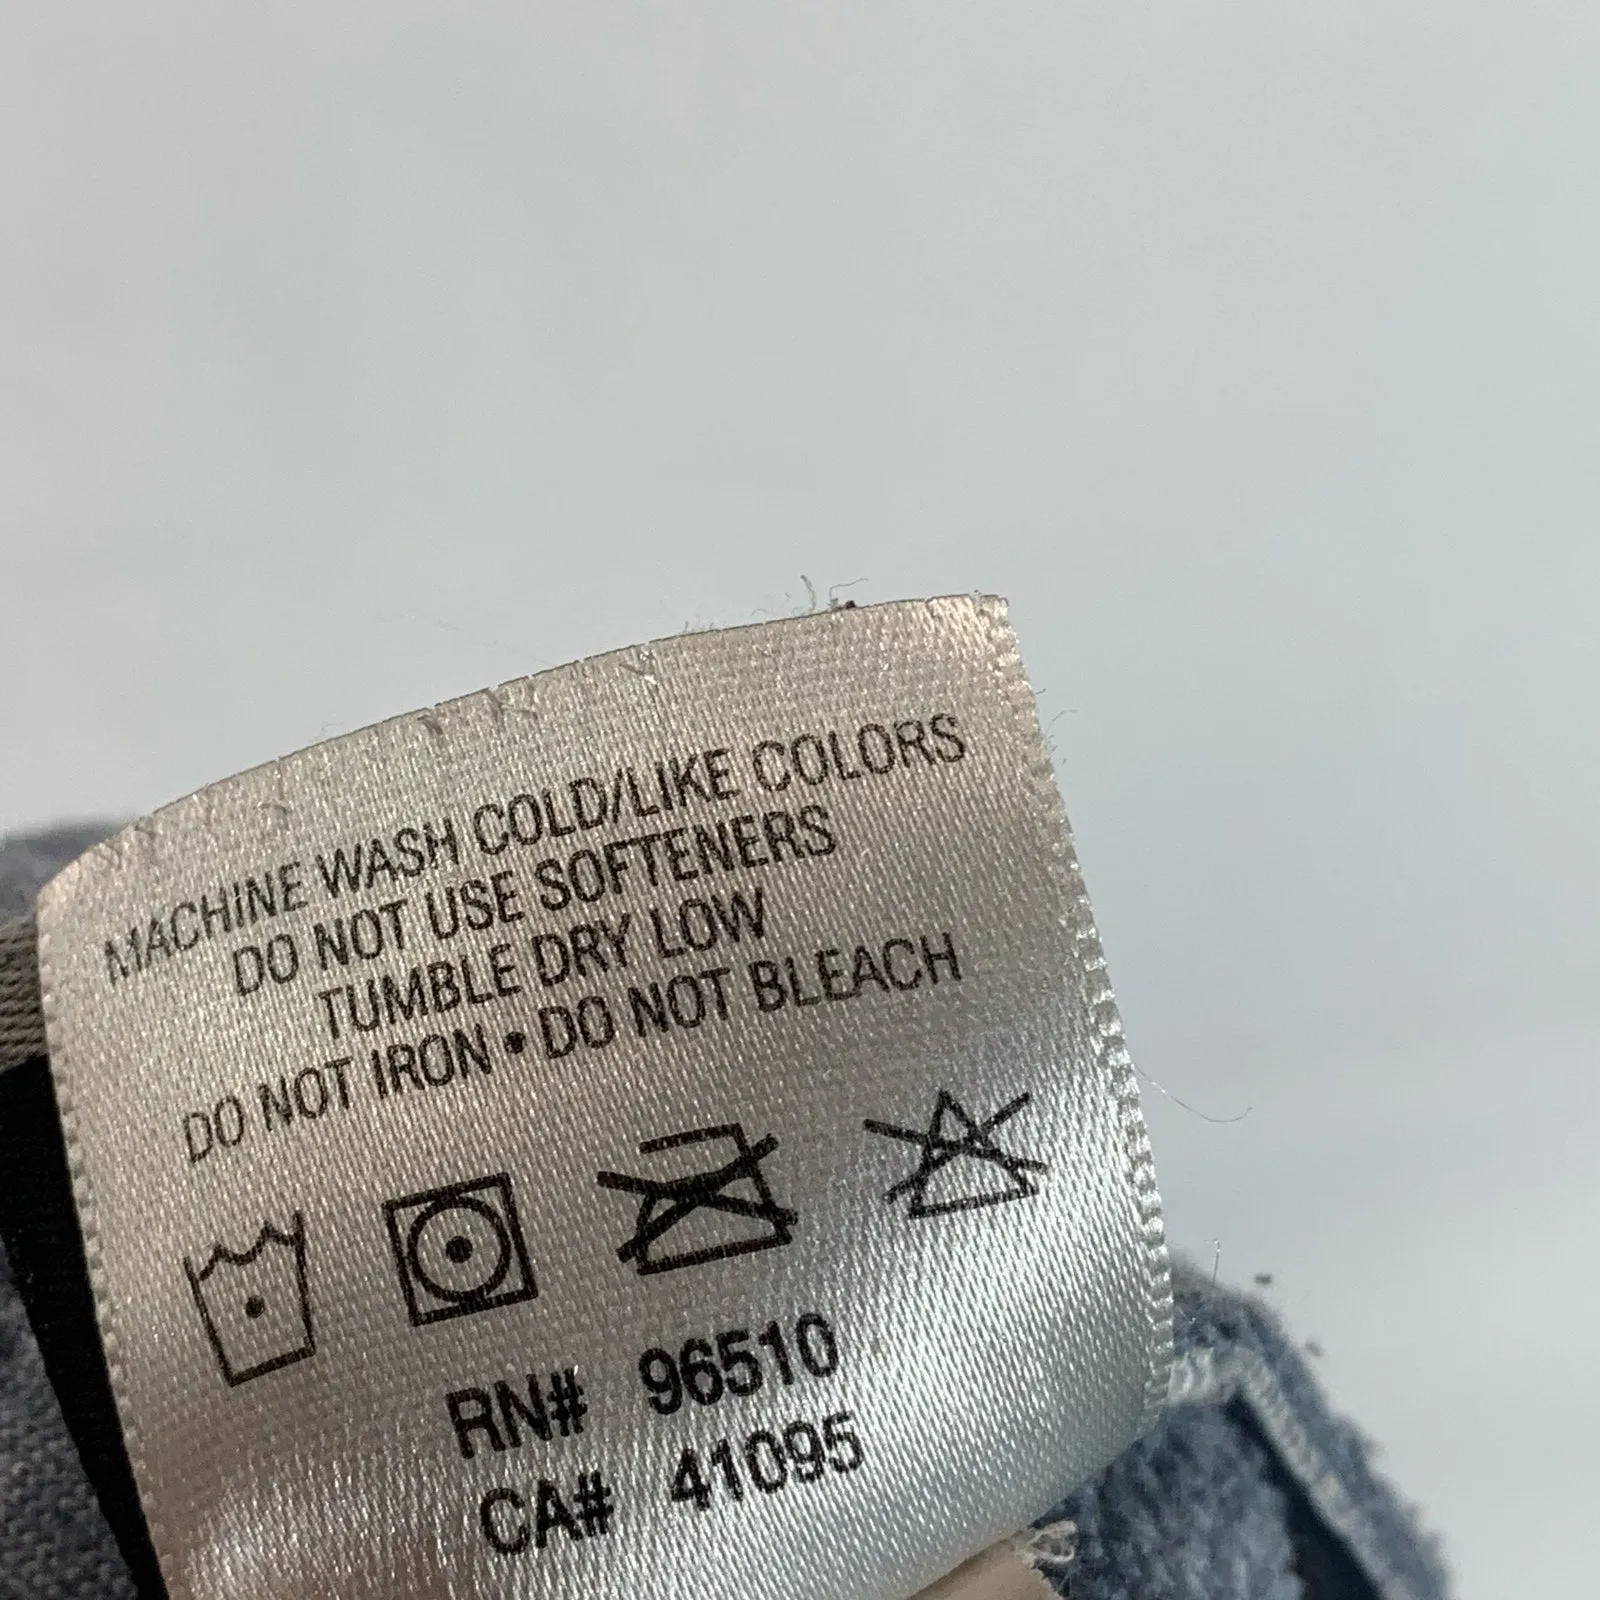 MACHINE WASH COLD/LIKE COLORS
DO NOT USE SOFTENERS
TUMBLE DRY LOW
DO NOT IRON • DO NOT BLEACH
RN# 96510
CA# 41095